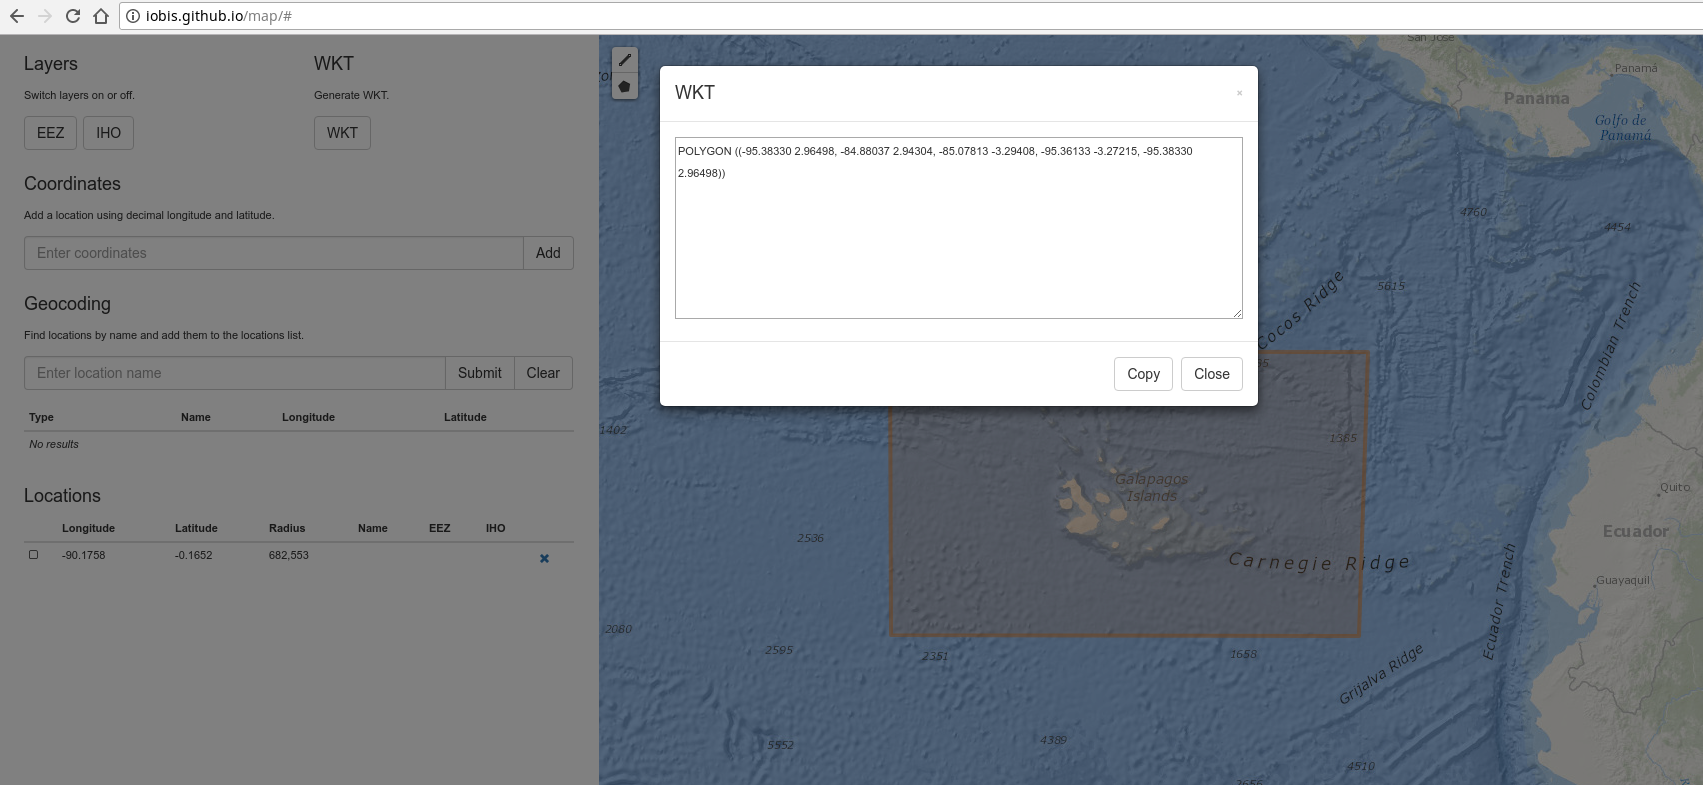 iobis.github.io/map/#
Layers
Switch layers on or off.
EEZ IHO
WKT
Generate WKT.
WKT
Coordinates
Add a location using decimal longitude and latitude.
Enter coordinates Add
Geocoding
Find locations by name and add them to the locations list.
Enter location name Submit Clear
Type Name Longitude Latitude
No results
Locations
Longitude Latitude Radius Name EEZ IHO
-90.1758 -0.1652 682,553
WKT
×
POLYGON ((-95.38330 2.96498, -84.88037 2.94304, -85.07813 -3.29408, -95.36133 -3.27215, -95.38330
2.96498))
Copy Close
San José
Panamá
Panama
Golfo de
Panamá
4760
4454
Cocos Ridge
5615
Colombian Trench
1402
1385
Galapagos
Islands
Quito
2536
Ecuador
Carnegie Ridge
Guayaquil
Ecuador Trench
2080
2595
2351
1658
Grijalva Ridge
5552
4389
4510